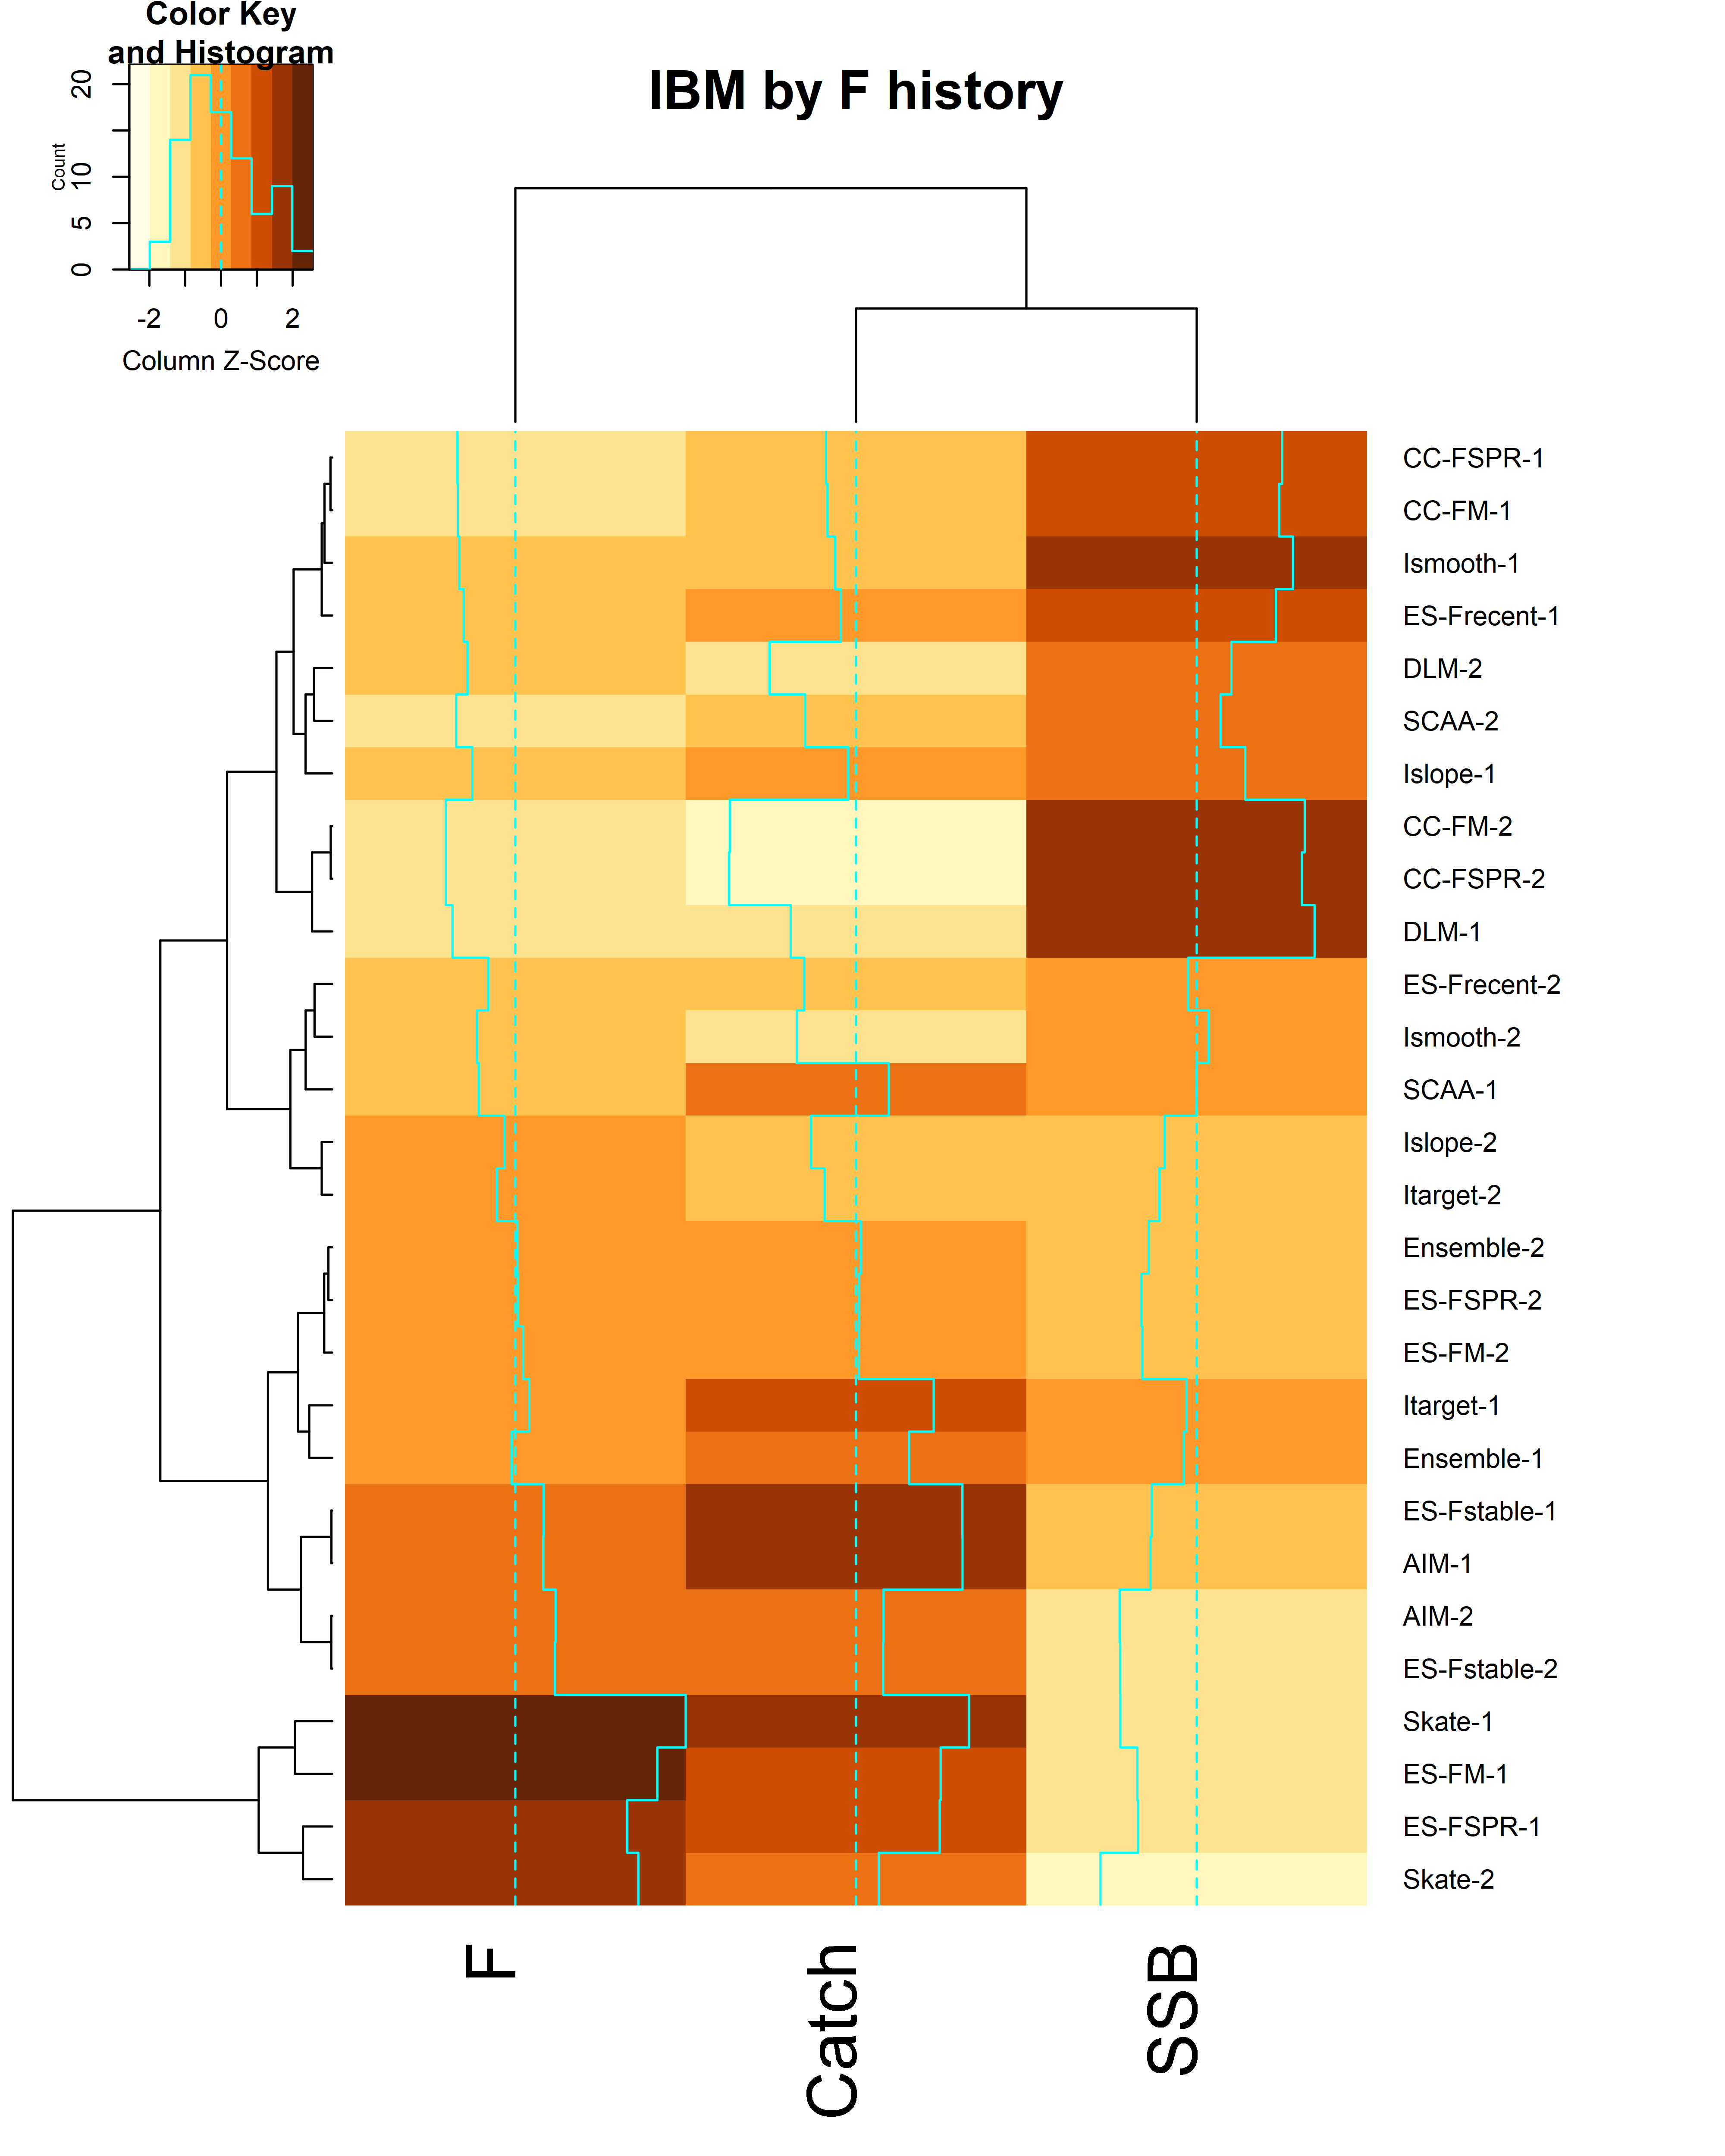 Color Key
and Histogram
IBM by F history
Count
0 5 10 20
-2 0 2
Column Z-Score
CC-FSPR-1
CC-FM-1
Ismooth-1
ES-Frecent-1
DLM-2
SCAA-2
Islope-1
CC-FM-2
CC-FSPR-2
DLM-1
ES-Frecent-2
Ismooth-2
SCAA-1
Islope-2
Itarget-2
Ensemble-2
ES-FSPR-2
ES-FM-2
Itarget-1
Ensemble-1
ES-Fstable-1
AIM-1
AIM-2
ES-Fstable-2
Skate-1
ES-FM-1
ES-FSPR-1
Skate-2
F
Catch
SSB